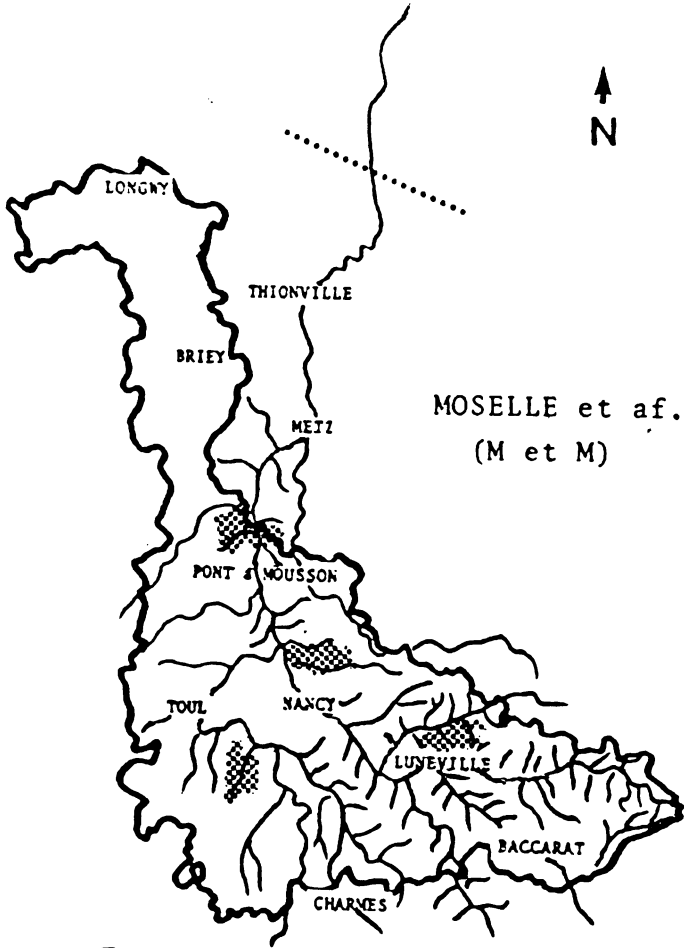 N
LONGWY
THIONVILLE
BRIEY
MOSELLE et af.
(M et M)
METZ
PONT à MOUSSON
TOUL
NANCY
LUNEVILLE
BACCARAT
CHARMES